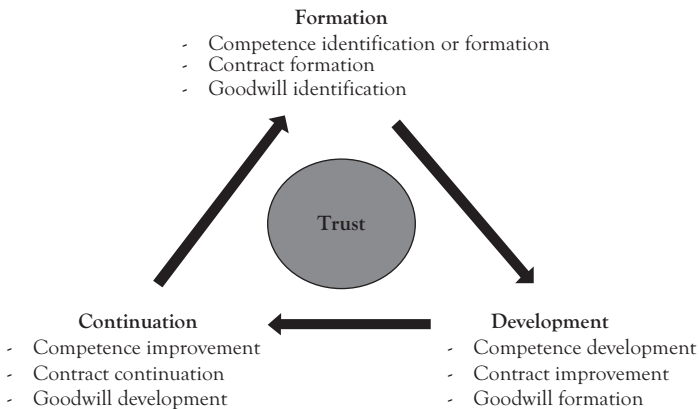 Formation
- Competence identification or formation
- Contract formation
- Goodwill identification
Trust
Continuation
- Competence improvement
- Contract continuation
- Goodwill development
Development
- Competence development
- Contract improvement
- Goodwill formation